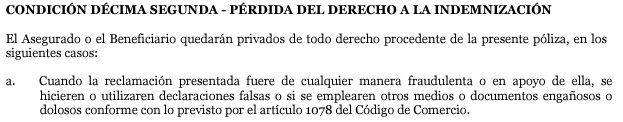 CONDICIÓN DÉCIMA SEGUNDA - PÉRDIDA DEL DERECHO A LA INDEMNIZACIÓN
El Asegurado o el Beneficiario quedarán privados de todo derecho procedente de la presente póliza, en los
siguientes casos:
a. Cuando la reclamación presentada fuere de cualquier manera fraudulenta o en apoyo de ella, se
hicieren o utilizaren declaraciones falsas o si se emplearen otros medios o documentos engañosos o
dolosos conforme con lo previsto por el artículo 1078 del Código de Comercio.